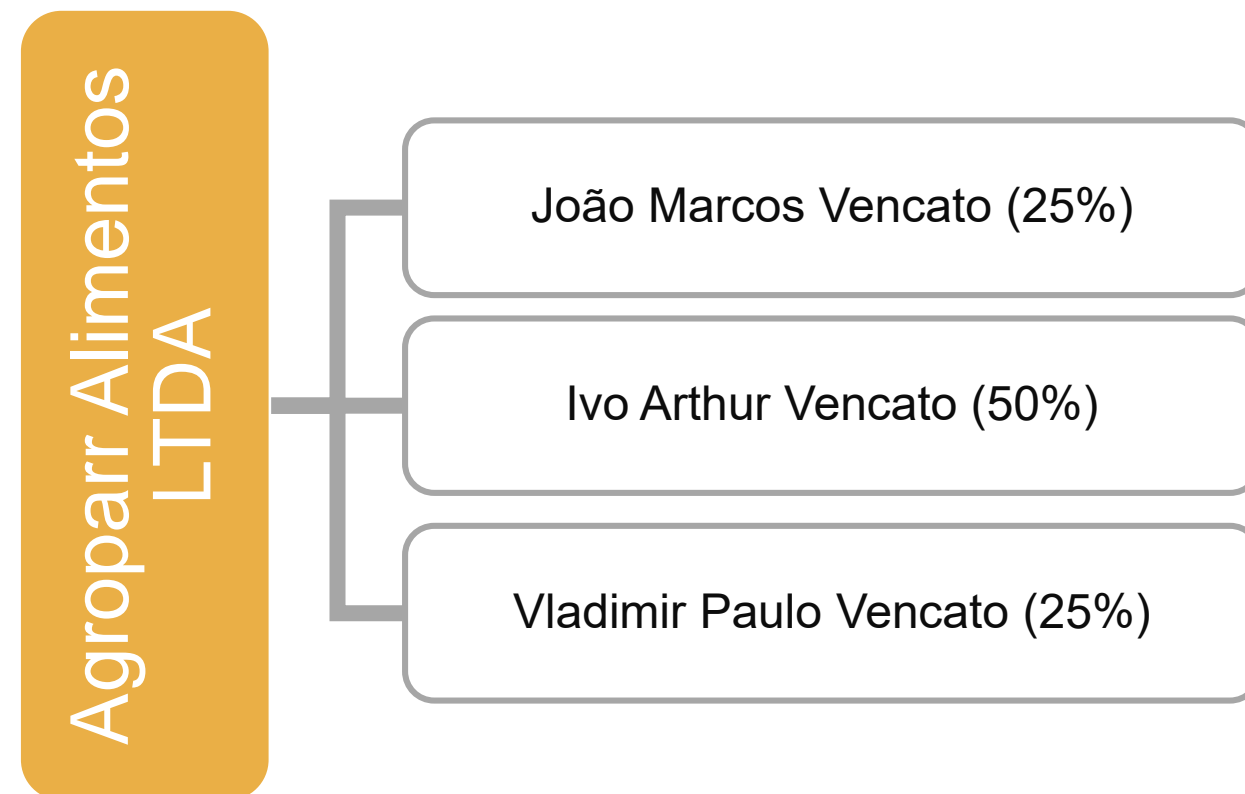 Agroparr Alimentos
LTDA
João Marcos Vencato (25%)
Ivo Arthur Vencato (50%)
Vladimir Paulo Vencato (25%)